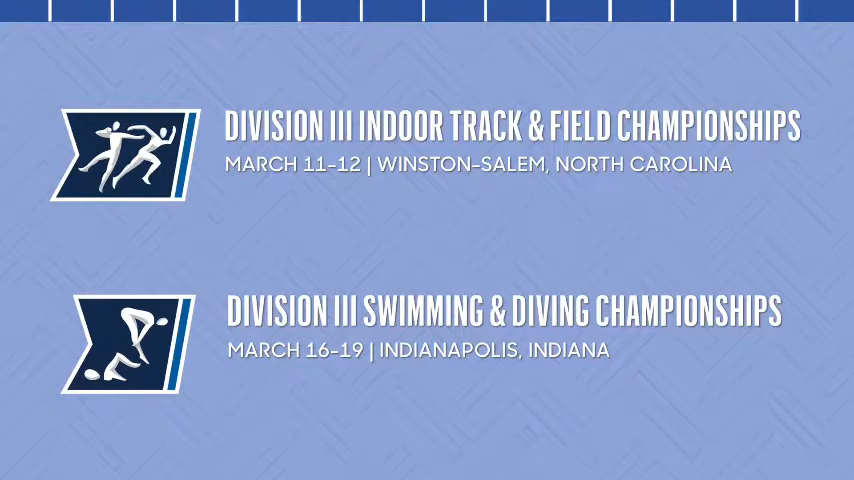 DIVISION III INDOOR TRACK & FIELD CHAMPIONSHIPS
MARCH 11-12 | WINSTON-SALEM, NORTH CAROLINA
DIVISION III SWIMMING & DIVING CHAMPIONSHIPS
MARCH 16-19 | INDIANAPOLIS, INDIANA